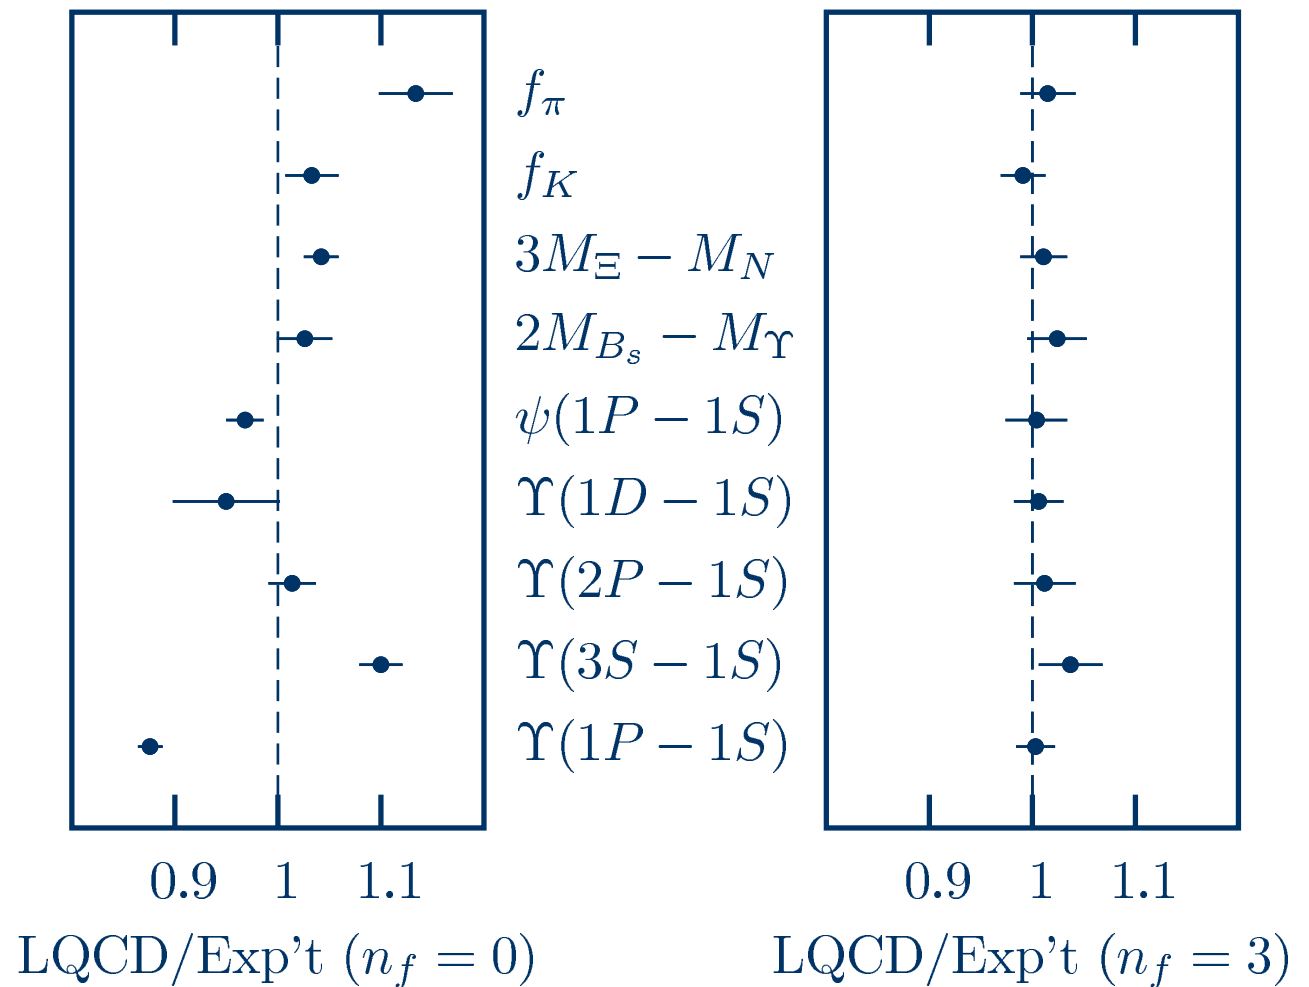 f_π
f_K
3M_Ξ − M_N
2M_{B_s} − M_Υ
ψ(1P − 1S)
Υ(1D − 1S)
Υ(2P − 1S)
Υ(3S − 1S)
Υ(1P − 1S)
0.9 1 1.1 0.9 1 1.1
LQCD/Exp't (n_f = 0) LQCD/Exp't (n_f = 3)